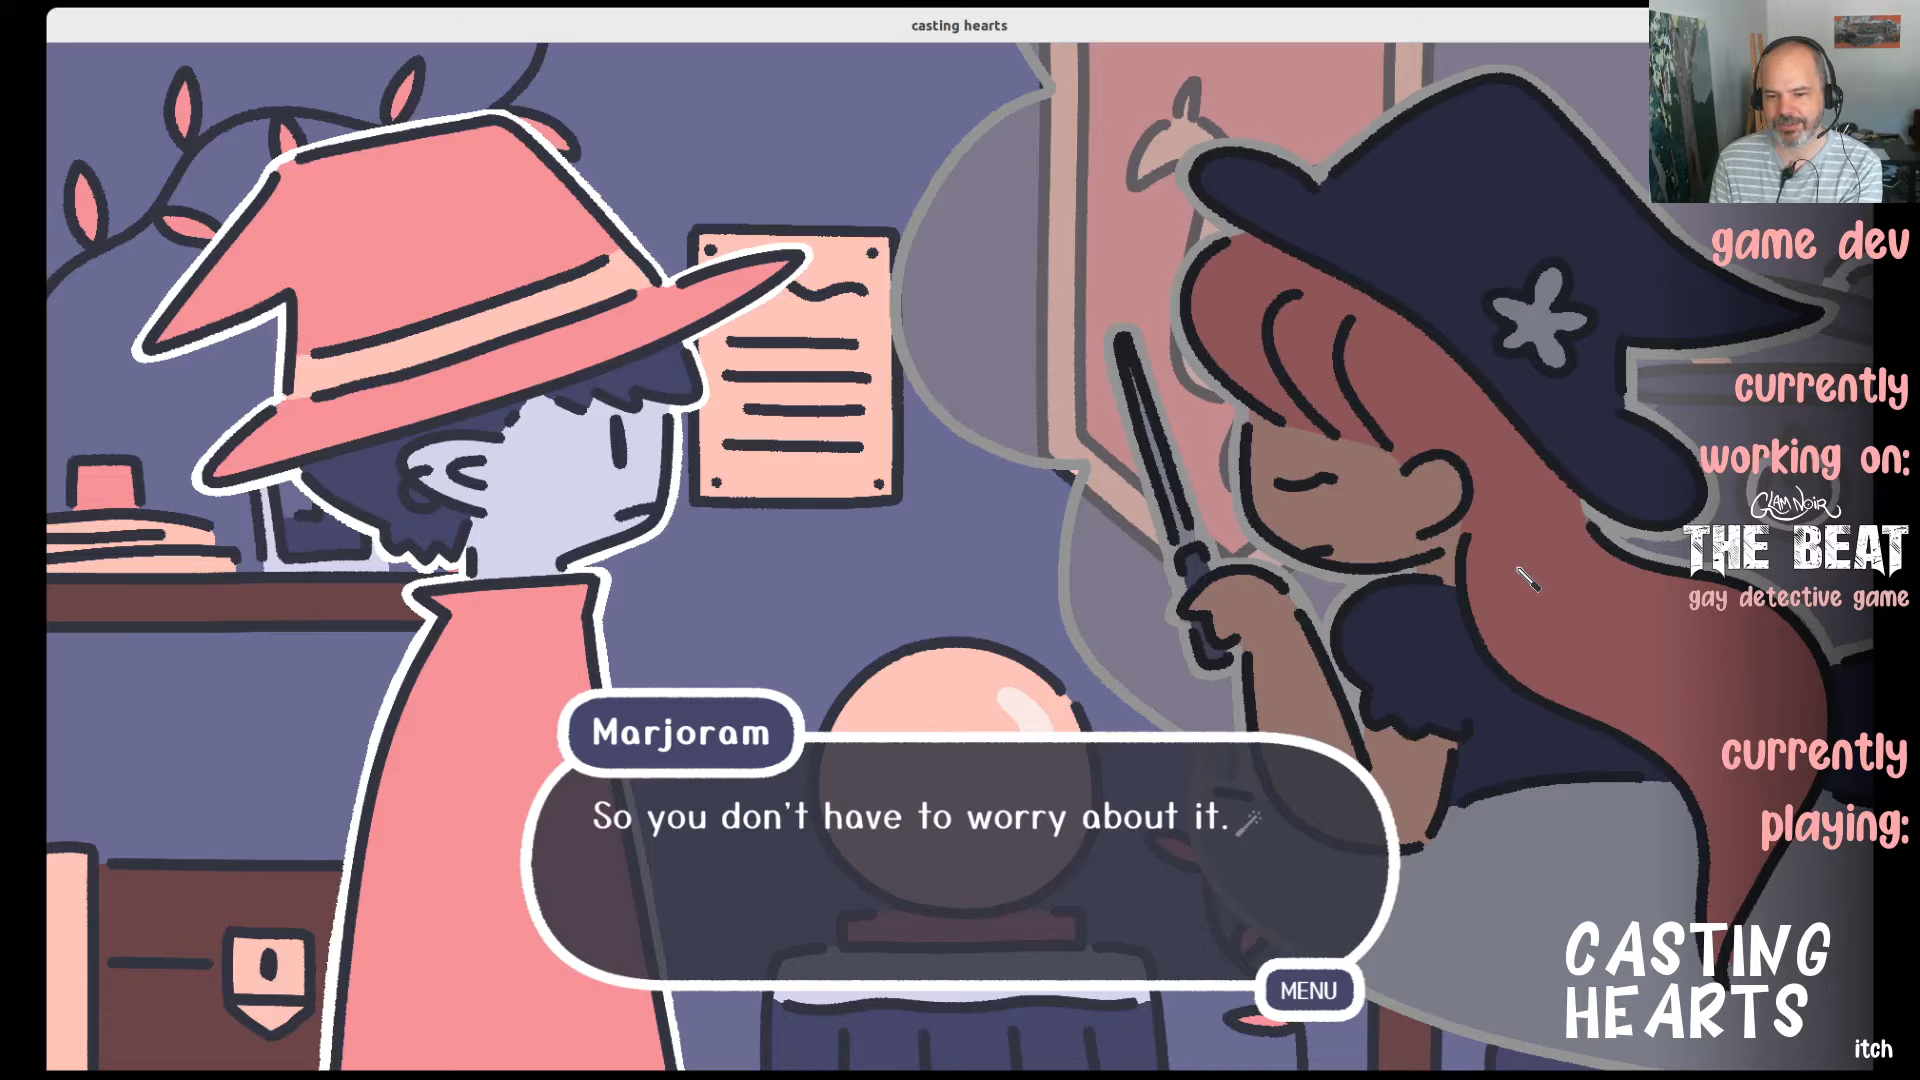 casting hearts
game dev
currently
working on:
GLAM NOIR
THE BEAT
gay detective game
Marjoram
So you don't have to worry about it.
currently
playing:
MENU
CASTING
HEARTS
itch